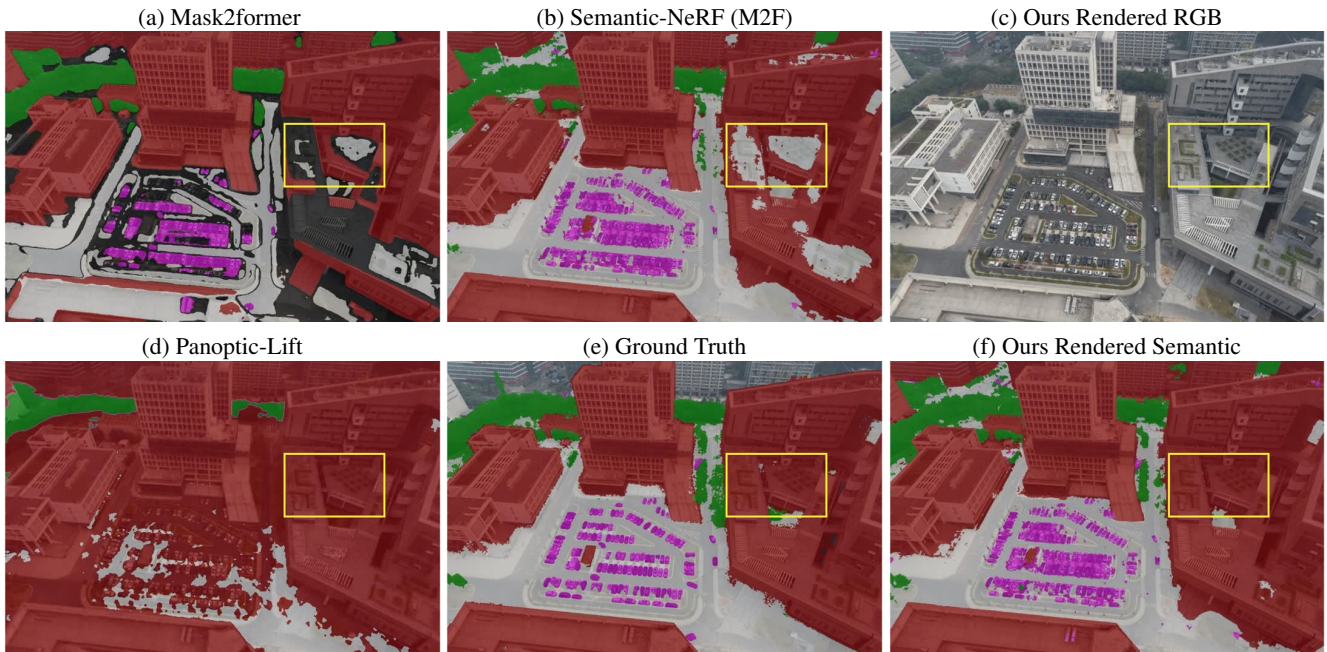 (a) Mask2former
(b) Semantic-NeRF (M2F)
(c) Ours Rendered RGB
(d) Panoptic-Lift
(e) Ground Truth
(f) Ours Rendered Semantic